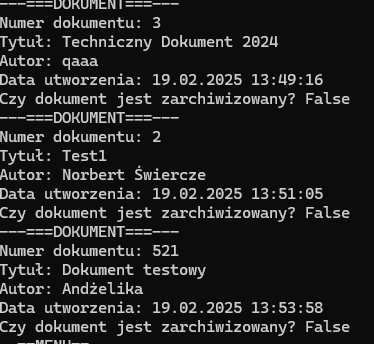 ---===DOKUMENT===---
Numer dokumentu: 3
Tytuł: Techniczny Dokument 2024
Autor: qaaa
Data utworzenia: 19.02.2025 13:49:16
Czy dokument jest zarchiwizowany? False
---===DOKUMENT===---
Numer dokumentu: 2
Tytuł: Test1
Autor: Norbert Świercze
Data utworzenia: 19.02.2025 13:51:05
Czy dokument jest zarchiwizowany? False
---===DOKUMENT===---
Numer dokumentu: 521
Tytuł: Dokument testowy
Autor: Andżelika
Data utworzenia: 19.02.2025 13:53:58
Czy dokument jest zarchiwizowany? False
--==MENU==--